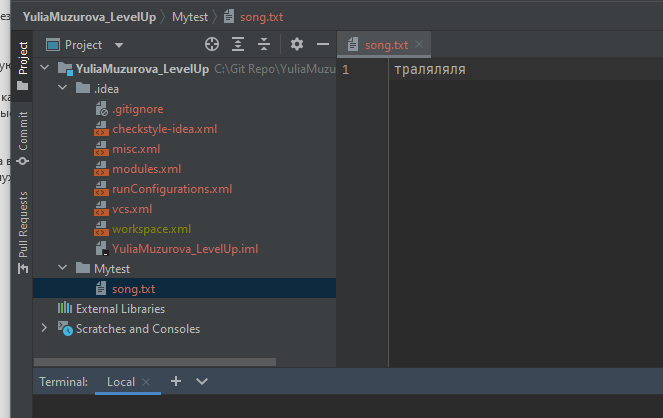 YuliaMuzurova_LevelUp Mytest song.txt
Project
song.txt
Project
Commit
Pull Requests
YuliaMuzurova_LevelUp C:\Git Repo\YuliaMuzu
1 траляляля
.idea
.gitignore
checkstyle-idea.xml
misc.xml
modules.xml
runConfigurations.xml
vcs.xml
workspace.xml
YuliaMuzurova_LevelUp.iml
Mytest
song.txt
External Libraries
Scratches and Consoles
Terminal: Local